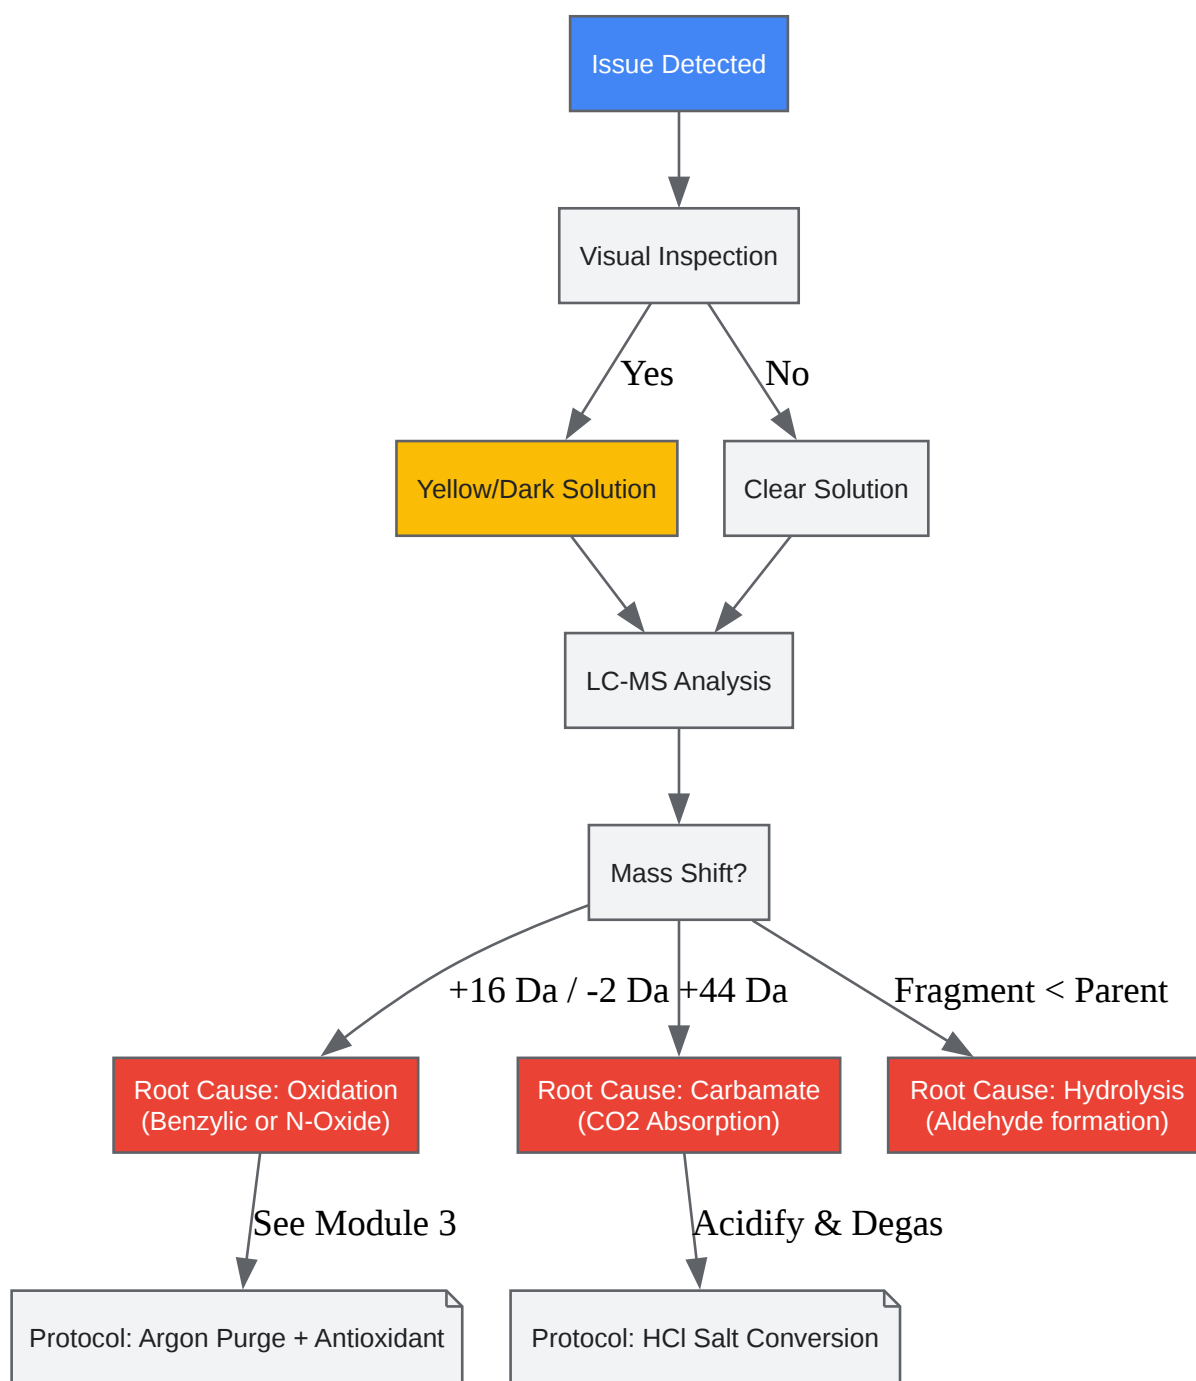 Issue Detected
Visual Inspection
Yes
No
Yellow/Dark Solution
Clear Solution
LC-MS Analysis
Mass Shift?
+16 Da / -2 Da
+44 Da
Fragment < Parent
Root Cause: Oxidation
(Benzylic or N-Oxide)
Root Cause: Carbamate
(CO2 Absorption)
Root Cause: Hydrolysis
(Aldehyde formation)
See Module 3
Acidify & Degas
Protocol: Argon Purge + Antioxidant
Protocol: HCl Salt Conversion